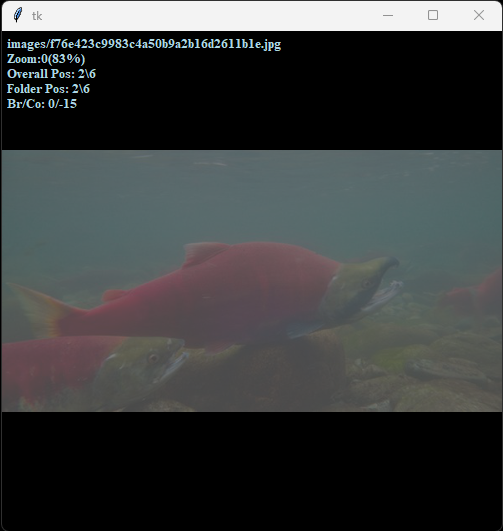 tk
images/f76e423c9983c4a50b9a2b16d2611b1e.jpg
Zoom:0(83%)
Overall Pos: 2\6
Folder Pos: 2\6
Br/Co: 0/-15